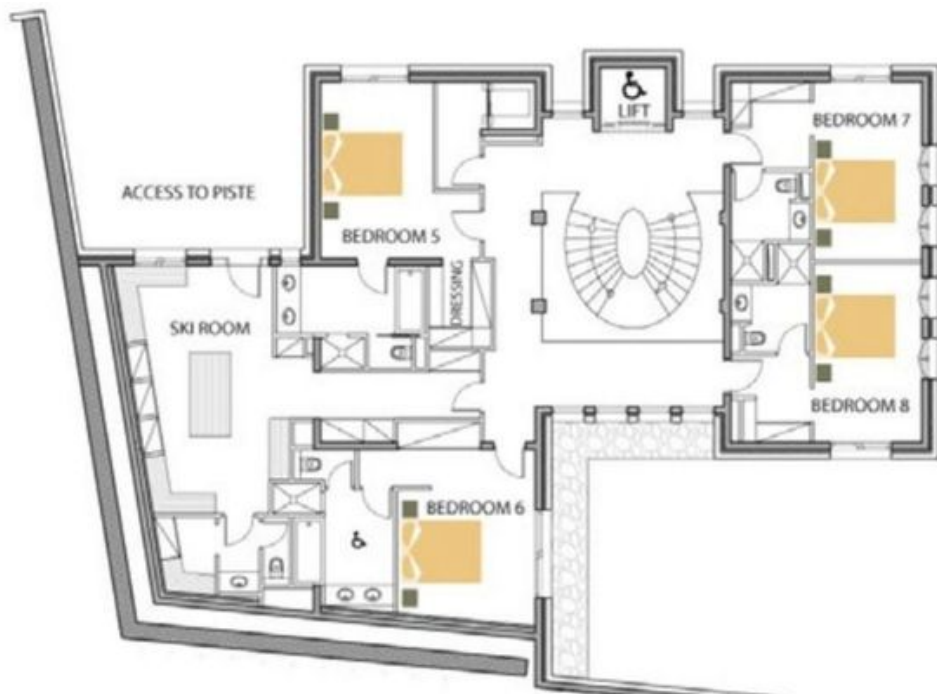 LIFT
BEDROOM 7
ACCESS TO PISTE
BEDROOM 5
DRESSING
SKI ROOM
BEDROOM 8
BEDROOM 6